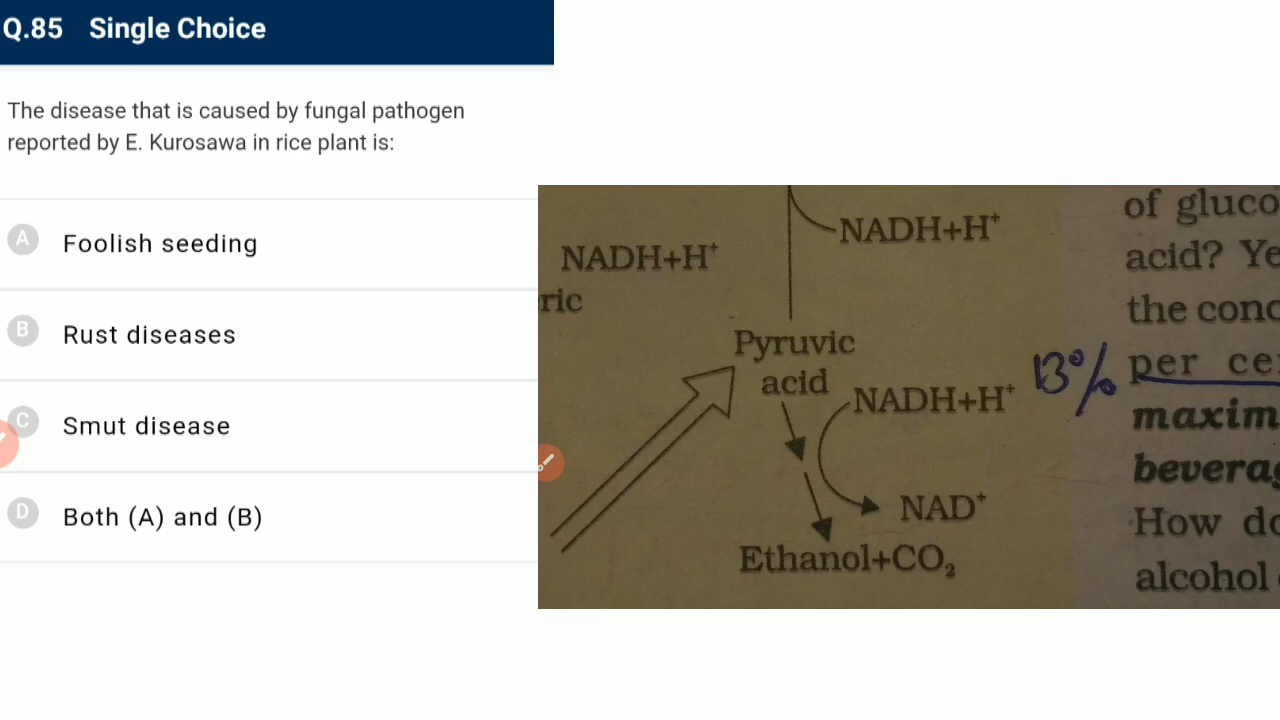 Q.85 Single Choice
The disease that is caused by fungal pathogen
reported by E. Kurosawa in rice plant is:
A Foolish seeding
B Rust diseases
C Smut disease
D Both (A) and (B)
NADH+H⁺
NADH+H⁺
ric
Pyruvic
acid
NADH+H⁺
NAD⁺
Ethanol+CO₂
13%
of gluco
acid? Ye
the conc
per ce
maxim
bevera
How do
alcohol